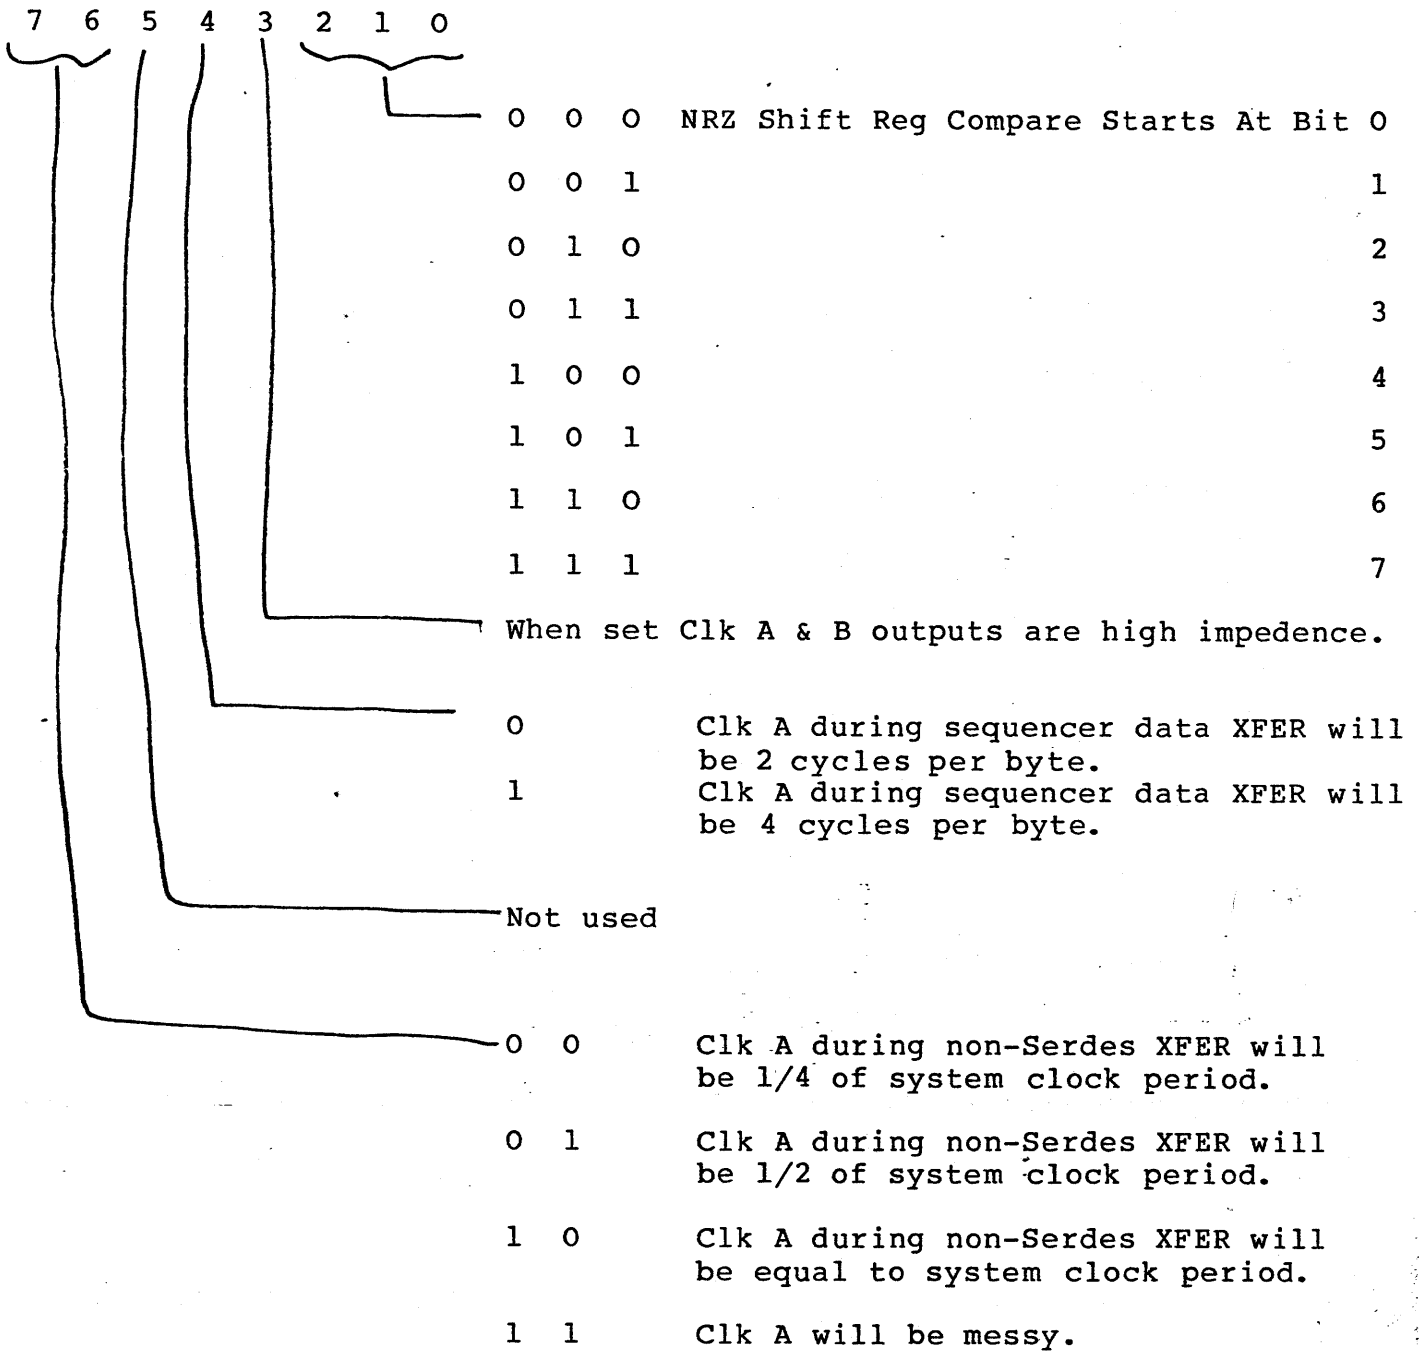 7 6 5 4 3 2 1 0
0 0 0 NRZ Shift Reg Compare Starts At Bit 0
0 0 1 1
0 1 0 2
0 1 1 3
1 0 0 4
1 0 1 5
1 1 0 6
1 1 1 7
When set Clk A & B outputs are high impedence.
0 Clk A during sequencer data XFER will
be 2 cycles per byte.
1 Clk A during sequencer data XFER will
be 4 cycles per byte.
Not used
0 0 Clk A during non-Serdes XFER will
be 1/4 of system clock period.
0 1 Clk A during non-Serdes XFER will
be 1/2 of system clock period.
1 0 Clk A during non-Serdes XFER will
be equal to system clock period.
1 1 Clk A will be messy.